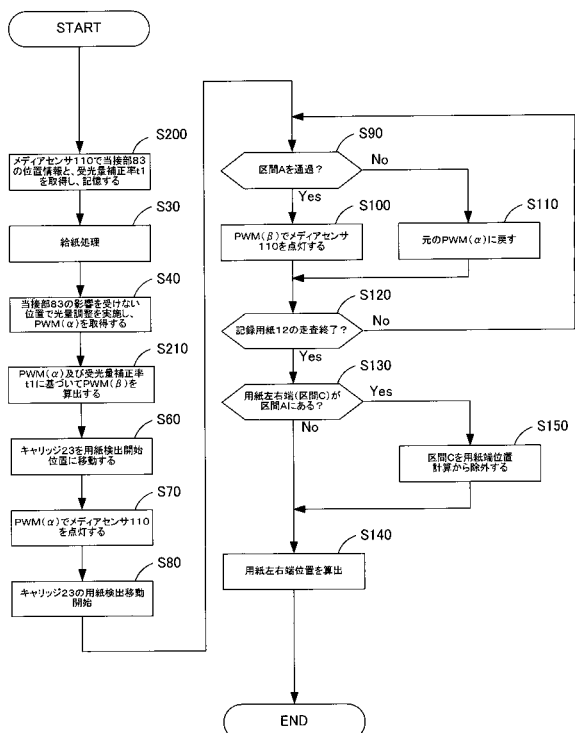 START
S200
メディアセンサ110で当接部83
の位置情報と、受光量補正率t1
を取得し、記憶する
S30
給紙処理
S40
当接部83の影響を受けない
位置で光量調整を実施し、
PWM(α)を取得する
S210
PWM(α)及び受光量補正率
t1に基づいてPWM(β)を
算出する
S60
キャリッジ23を用紙検出開始
位置に移動する
S70
PWM(α)でメディアセンサ110
を点灯する
S80
キャリッジ23の用紙検出移動
開始
S90
区間Aを通過？
No
Yes
S100
PWM(β)でメディアセンサ
110を点灯する
S110
元のPWM(α)に戻す
S120
記録用紙12の走査終了？
No
Yes
S130
用紙左右端(区間C)が
区間Aにある？
Yes
No
S150
区間Cを用紙端位置
計算から除外する
S140
用紙左右端位置を算出
END